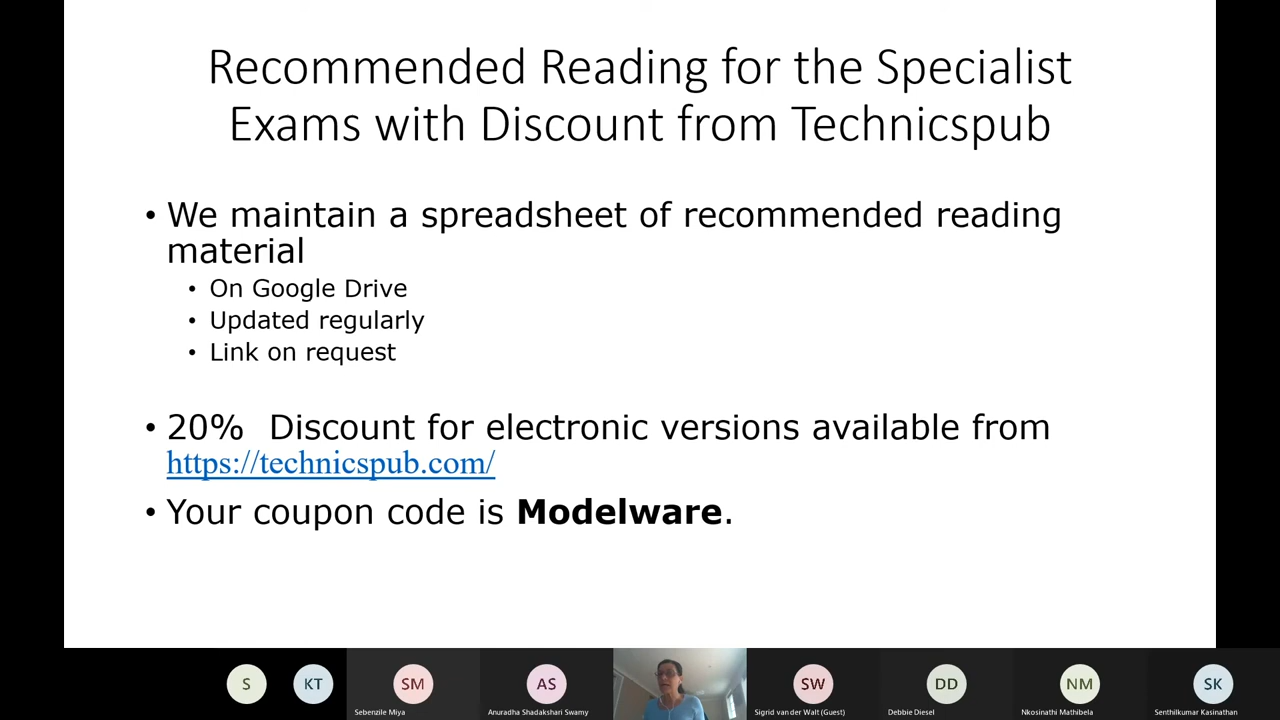 Recommended Reading for the Specialist
Exams with Discount from Technicspub
• We maintain a spreadsheet of recommended reading
material
• On Google Drive
• Updated regularly
• Link on request
• 20%  Discount for electronic versions available from
https://technicspub.com/
• Your coupon code is Modelware.
S
KT
SM
AS
SW
DD
NM
SK
Sebenzile Miya
Anuradha Shadakshari Swamy
Sigrid van der Walt (Guest)
Debbie Diesel
Nkosinathi Mathibela
Senthilkumar Kasinathan